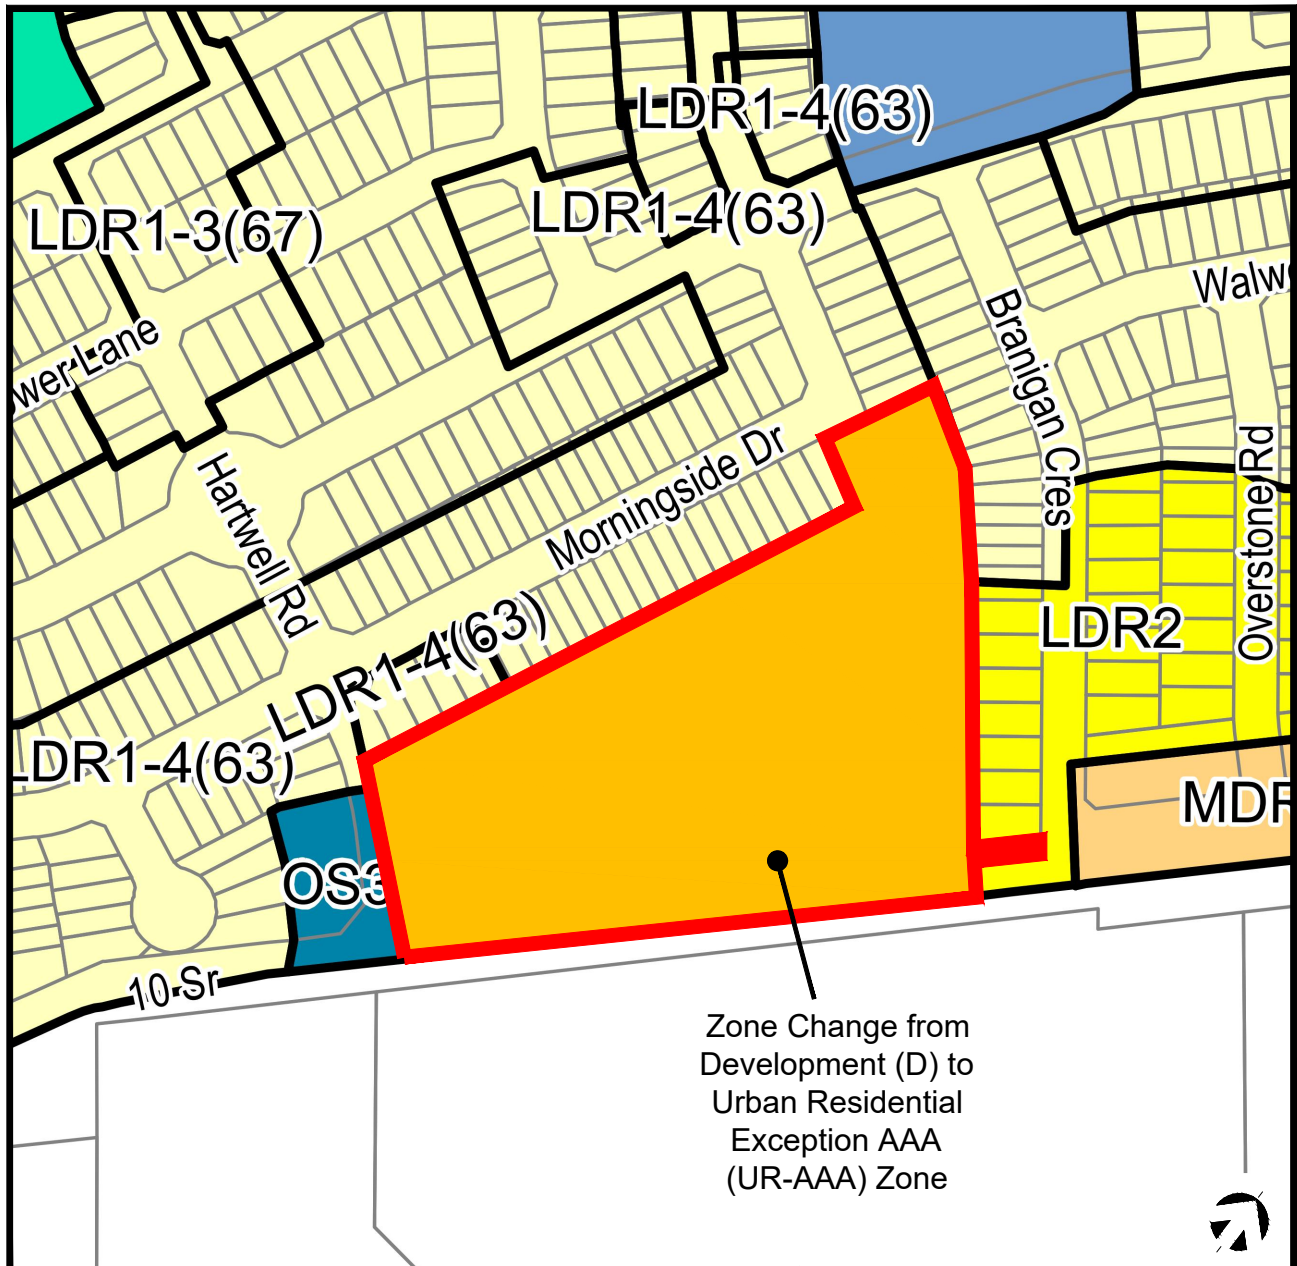 LDR1-4(63)
LDR1-3(67)
LDR1-4(63)
Branigan Cres
Hartwell Rd
Morningside Dr
Overstone Rd
LDR1-4(63)
LDR2
LDR1-4(63)
OS3
10 Sr
Zone Change from
Development (D) to
Urban Residential
Exception AAA
(UR-AAA) Zone